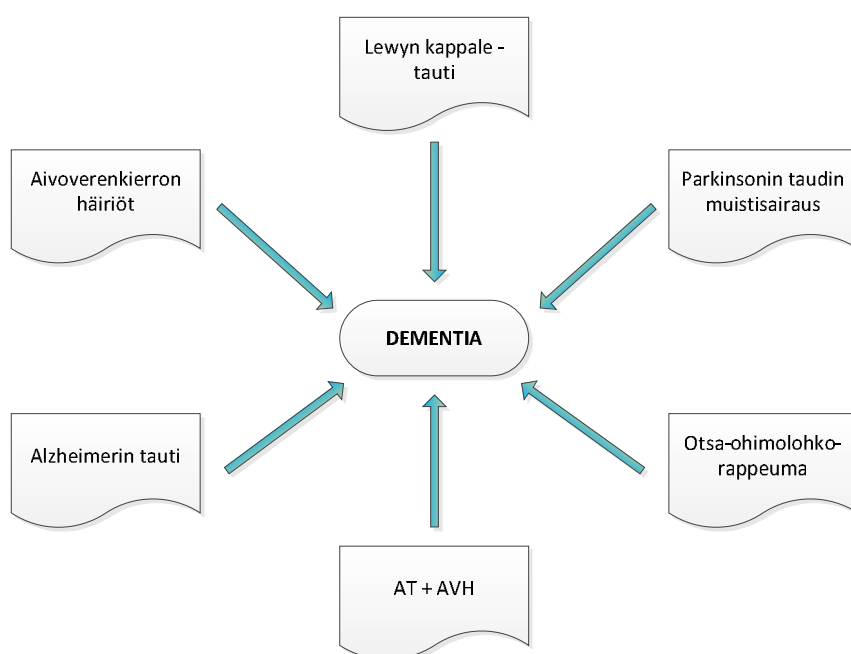 Lewyn kappale -
tauti
Aivoverenkierron
häiriöt
Parkinsonin taudin
muistisairaus
DEMENTIA
Alzheimerin tauti
Otsa-ohimolohko-
rappeuma
AT + AVH